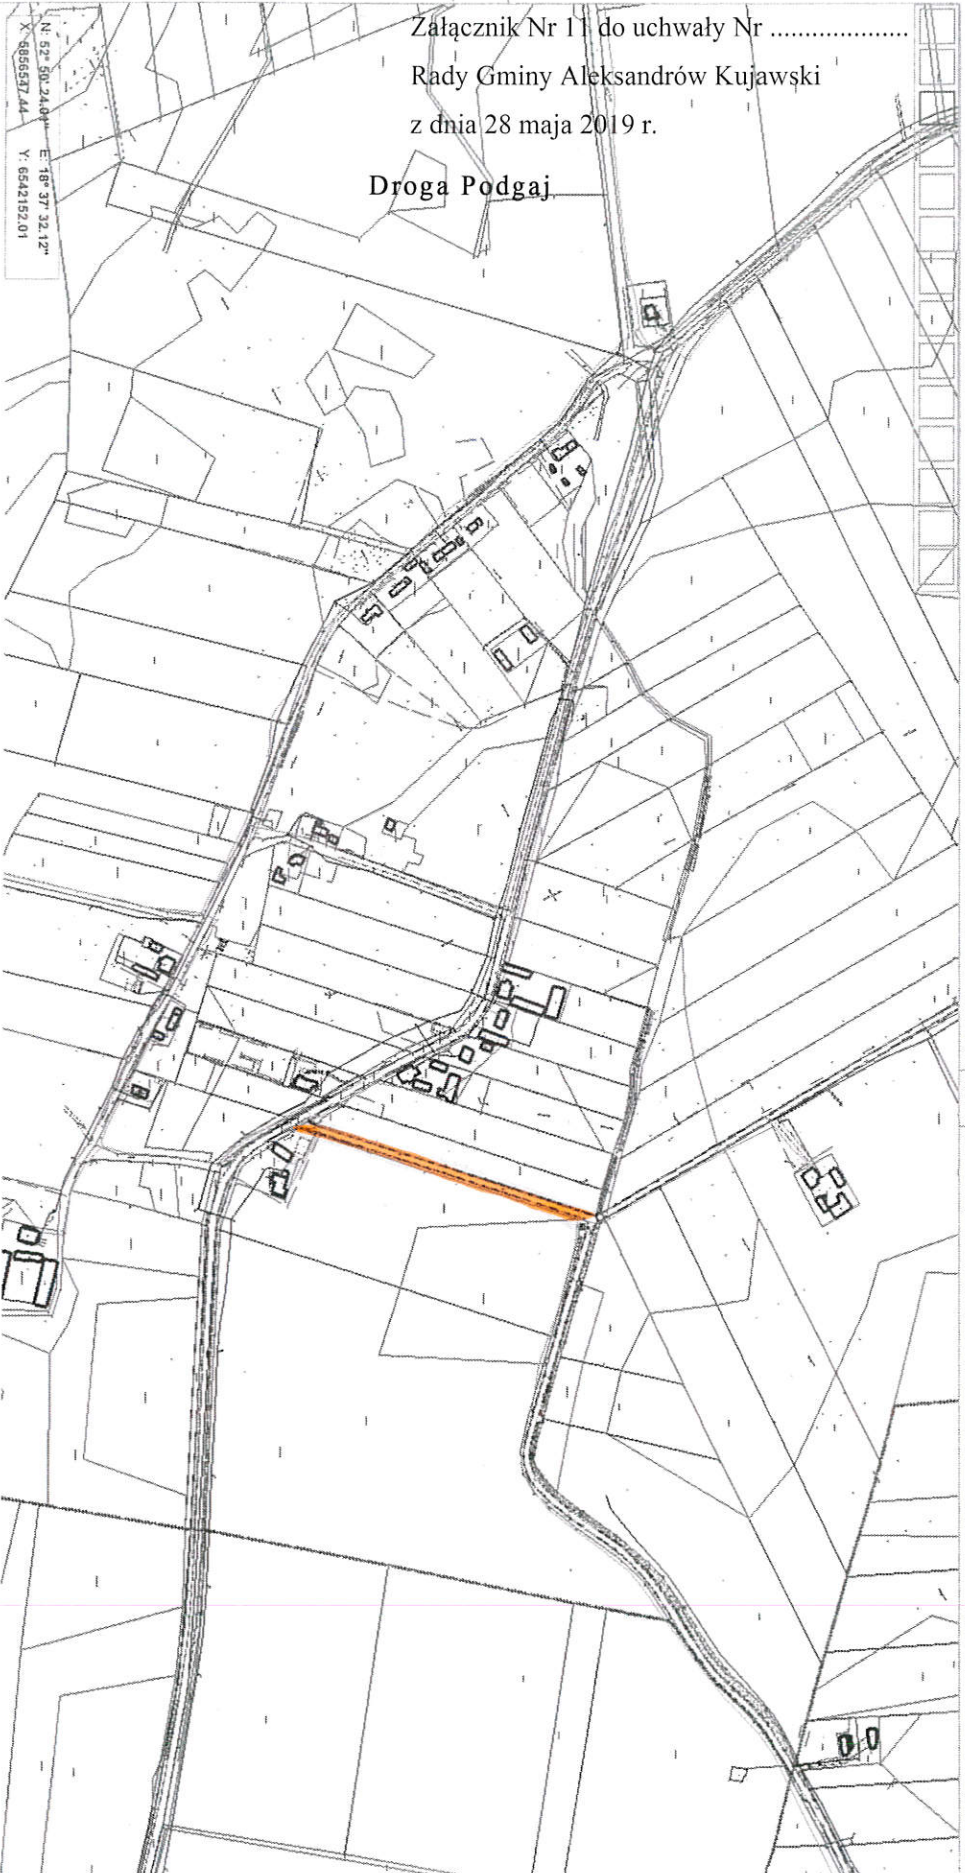 Załącznik Nr 11 do uchwały Nr ....................
Rady Gminy Aleksandrów Kujawski
z dnia 28 maja 2019 r.
Droga Podgaj
N: 52° 50' 24.01" E: 18° 37' 32.12"
X: 5856547.44 Y: 6542152.01